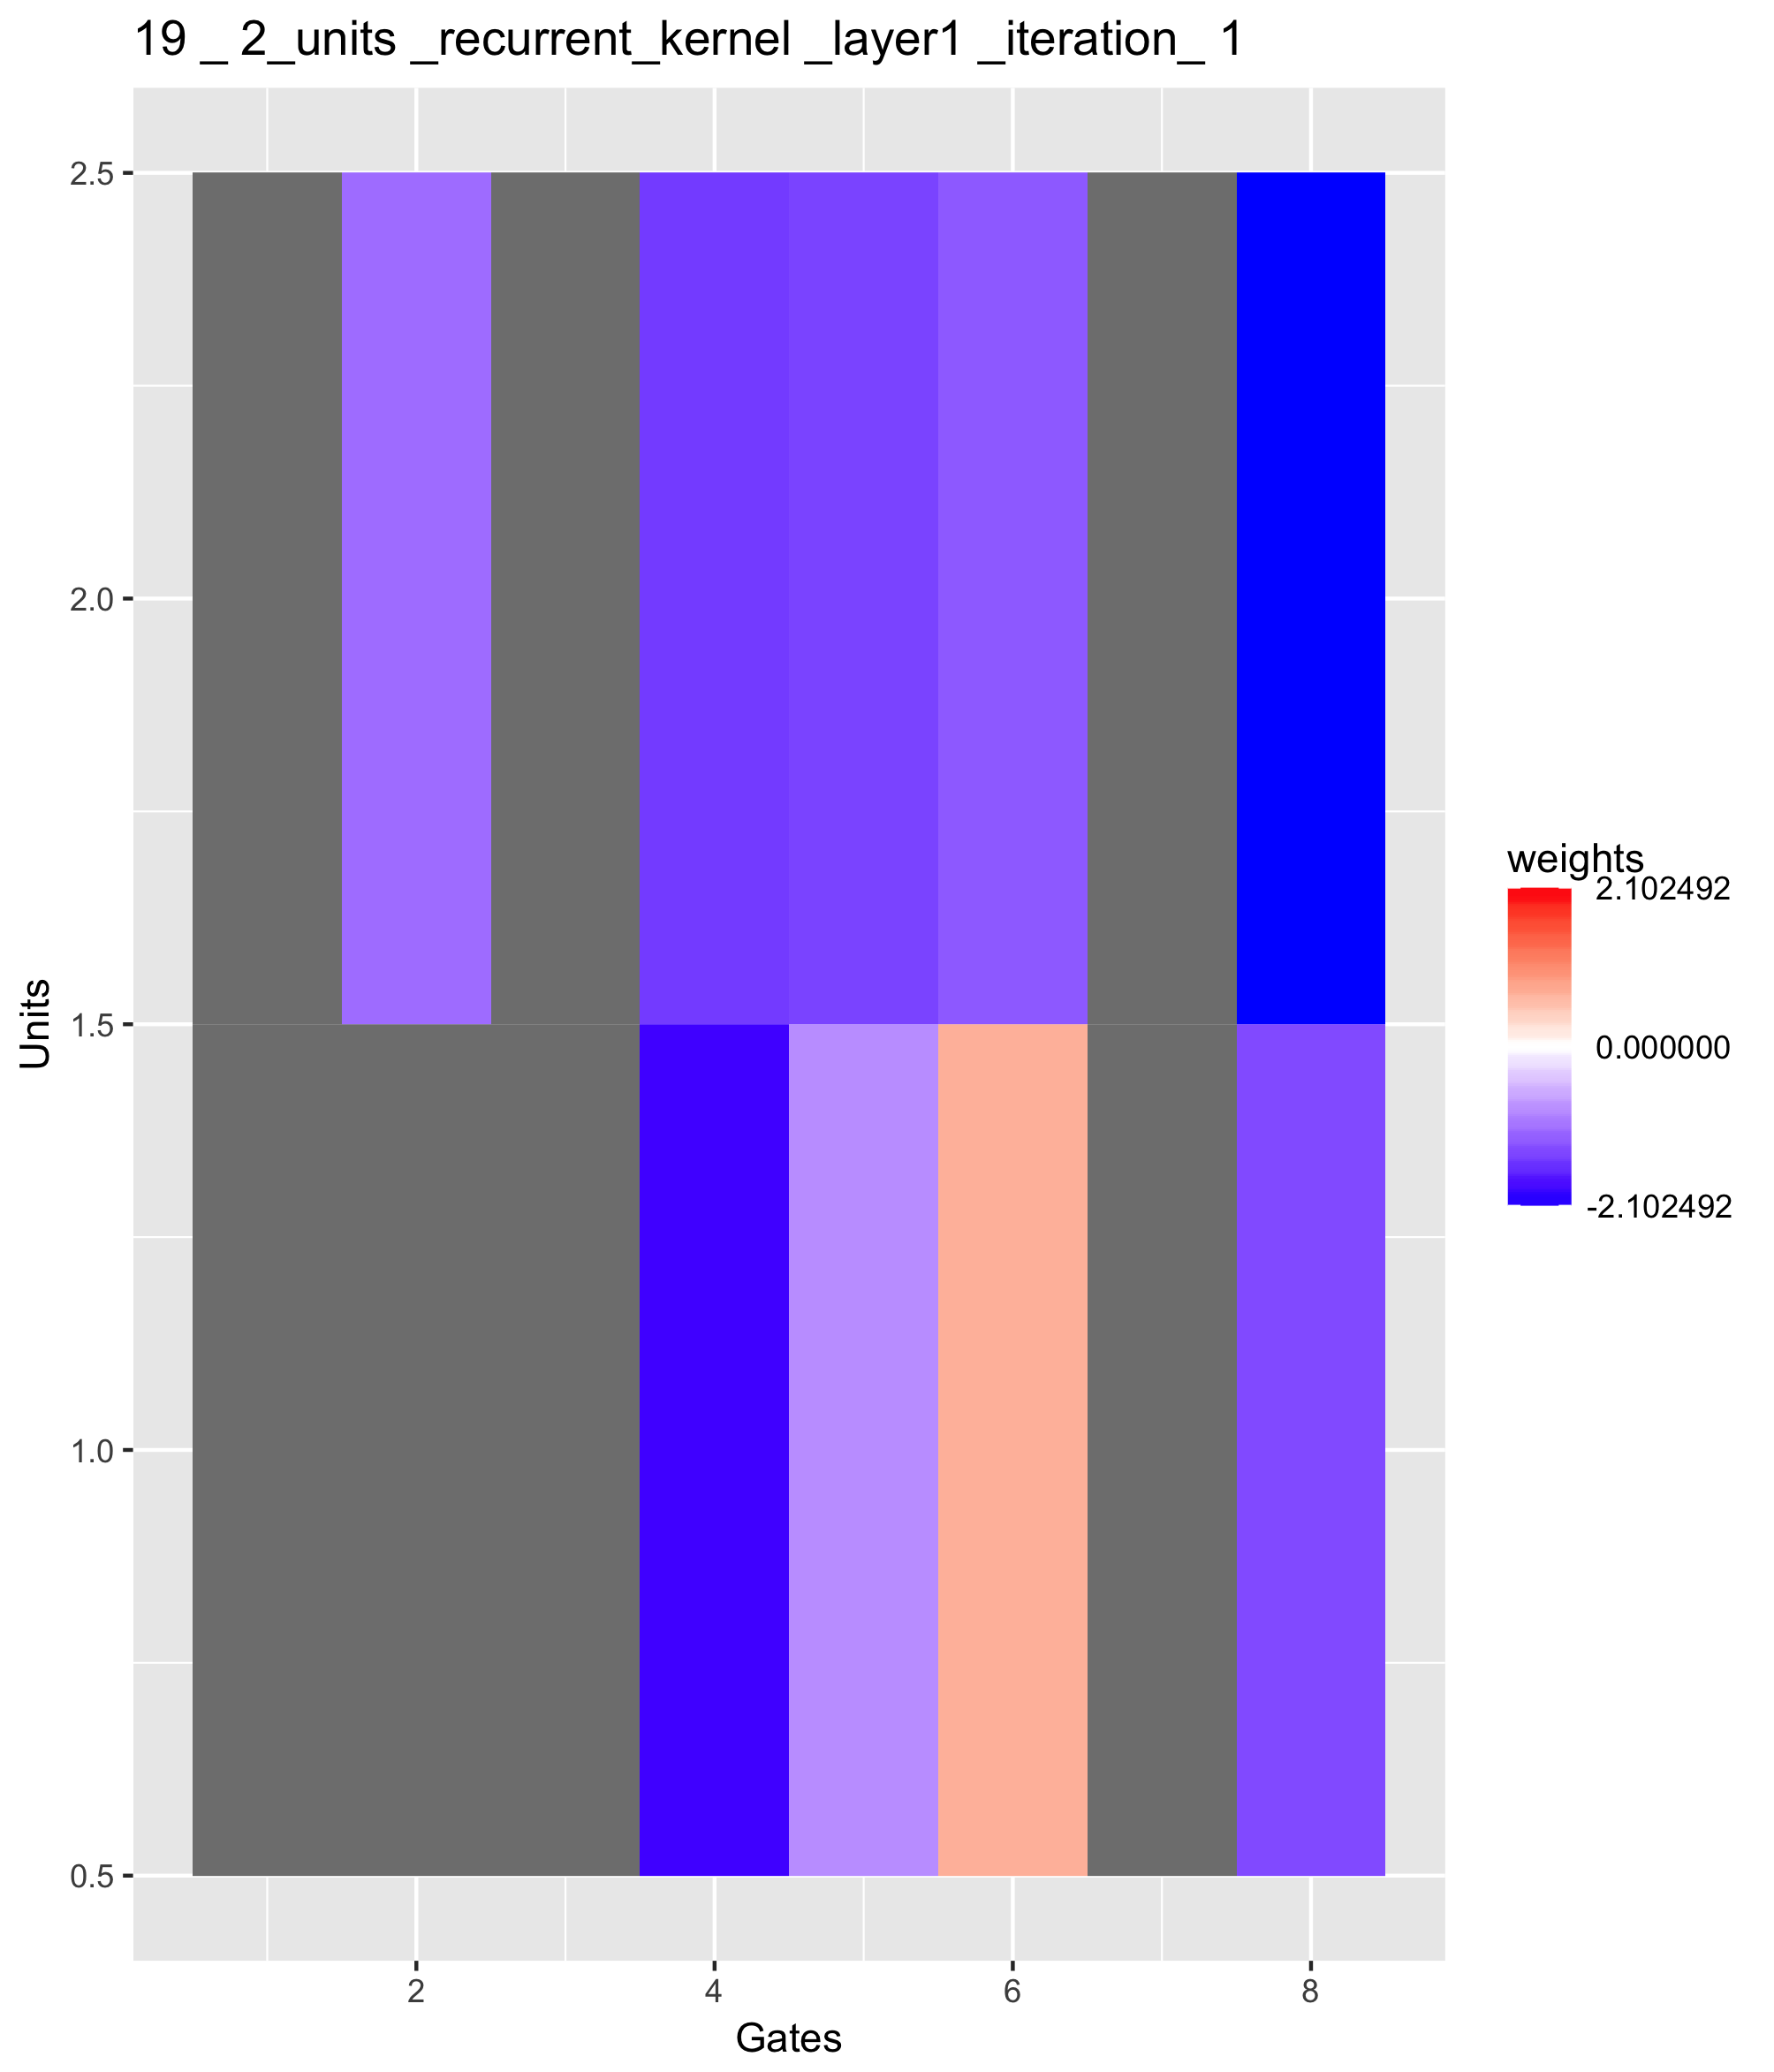 19 _ 2_units _recurrent_kernel _layer1 _iteration_ 1
2.5
2.0
1.5
1.0
0.5
Units
2 4 6 8
Gates
weights
2.102492
0.000000
-2.102492